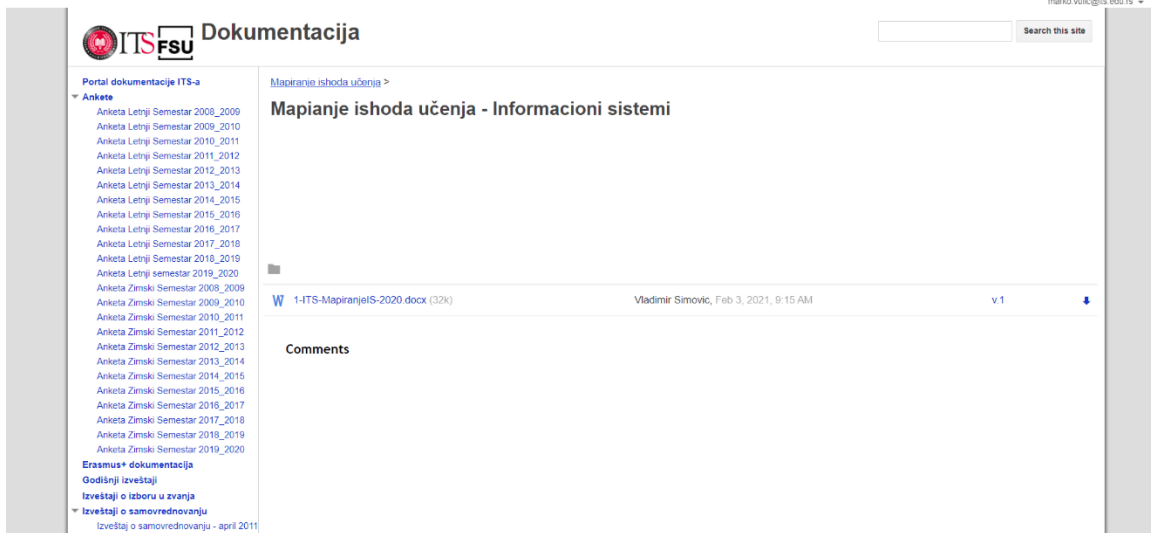 marko.vulic@its.edu.rs
ITS FSU Dokumentacija
Search this site
Portal dokumentacije ITS-a
Ankete
Anketa Letnji Semestar 2008_2009
Anketa Letnji Semestar 2009_2010
Anketa Letnji Semestar 2010_2011
Anketa Letnji Semestar 2011_2012
Anketa Letnji Semestar 2012_2013
Anketa Letnji Semestar 2013_2014
Anketa Letnji Semestar 2014_2015
Anketa Letnji Semestar 2015_2016
Anketa Letnji Semestar 2016_2017
Anketa Letnji Semestar 2017_2018
Anketa Letnji Semestar 2018_2019
Anketa Letnji semestar 2019_2020
Anketa Zimski Semestar 2008_2009
Anketa Zimski Semestar 2009_2010
Anketa Zimski Semestar 2010_2011
Anketa Zimski Semestar 2011_2012
Anketa Zimski Semestar 2012_2013
Anketa Zimski Semestar 2013_2014
Anketa Zimski Semestar 2014_2015
Anketa Zimski Semestar 2015_2016
Anketa Zimski Semestar 2016_2017
Anketa Zimski Semestar 2017_2018
Anketa Zimski Semestar 2018_2019
Anketa Zimski Semestar 2019_2020
Erasmus+ dokumentacija
Godišnji izveštaji
Izveštaji o izboru u zvanja
Izveštaji o samovrednovanju
Izveštaj o samovrednovanju - april 2011
Mapiranje ishoda učenja >
Mapianje ishoda učenja - Informacioni sistemi
W 1-ITS-MapiranjeIS-2020.docx (32k) Vladimir Simovic, Feb 3, 2021, 9:15 AM v.1
Comments